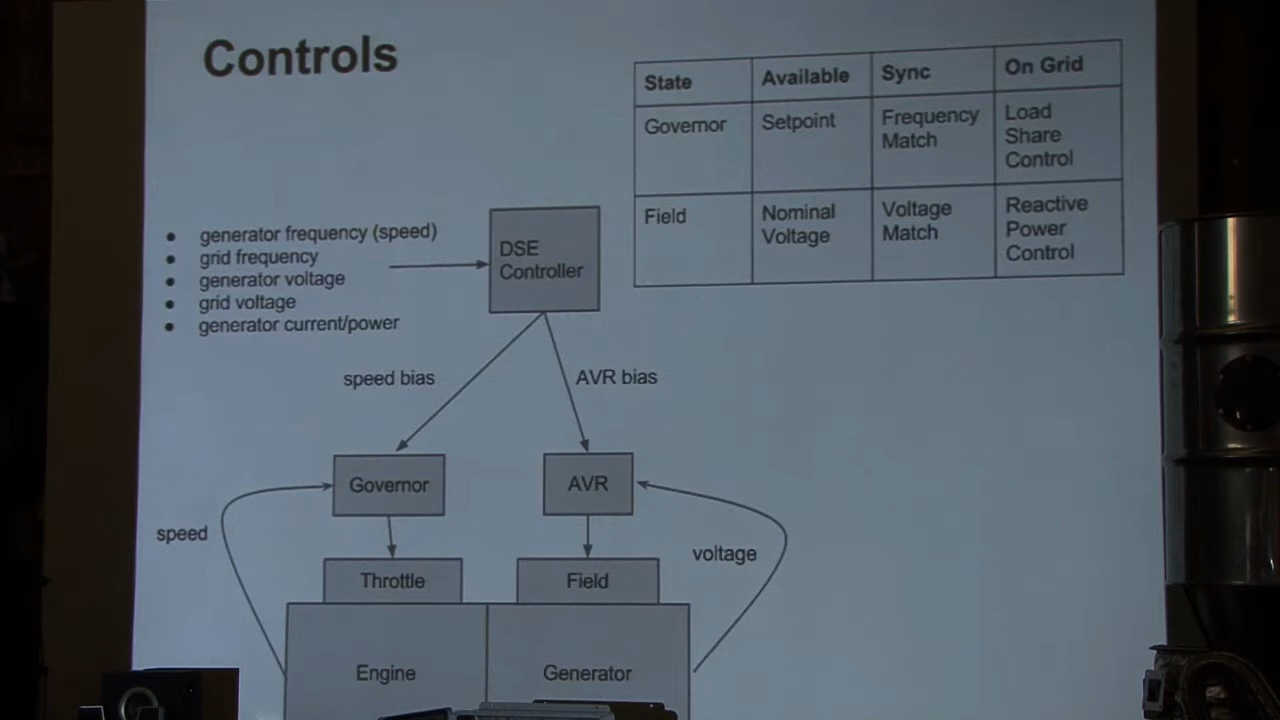 Controls
State Available Sync On Grid
Governor Setpoint Frequency Match Load Share Control
Field Nominal Voltage Voltage Match Reactive Power Control
• generator frequency (speed)
• grid frequency
• generator voltage
• grid voltage
• generator current/power
DSE
Controller
speed bias
AVR bias
Governor
AVR
speed
voltage
Throttle
Field
Engine
Generator